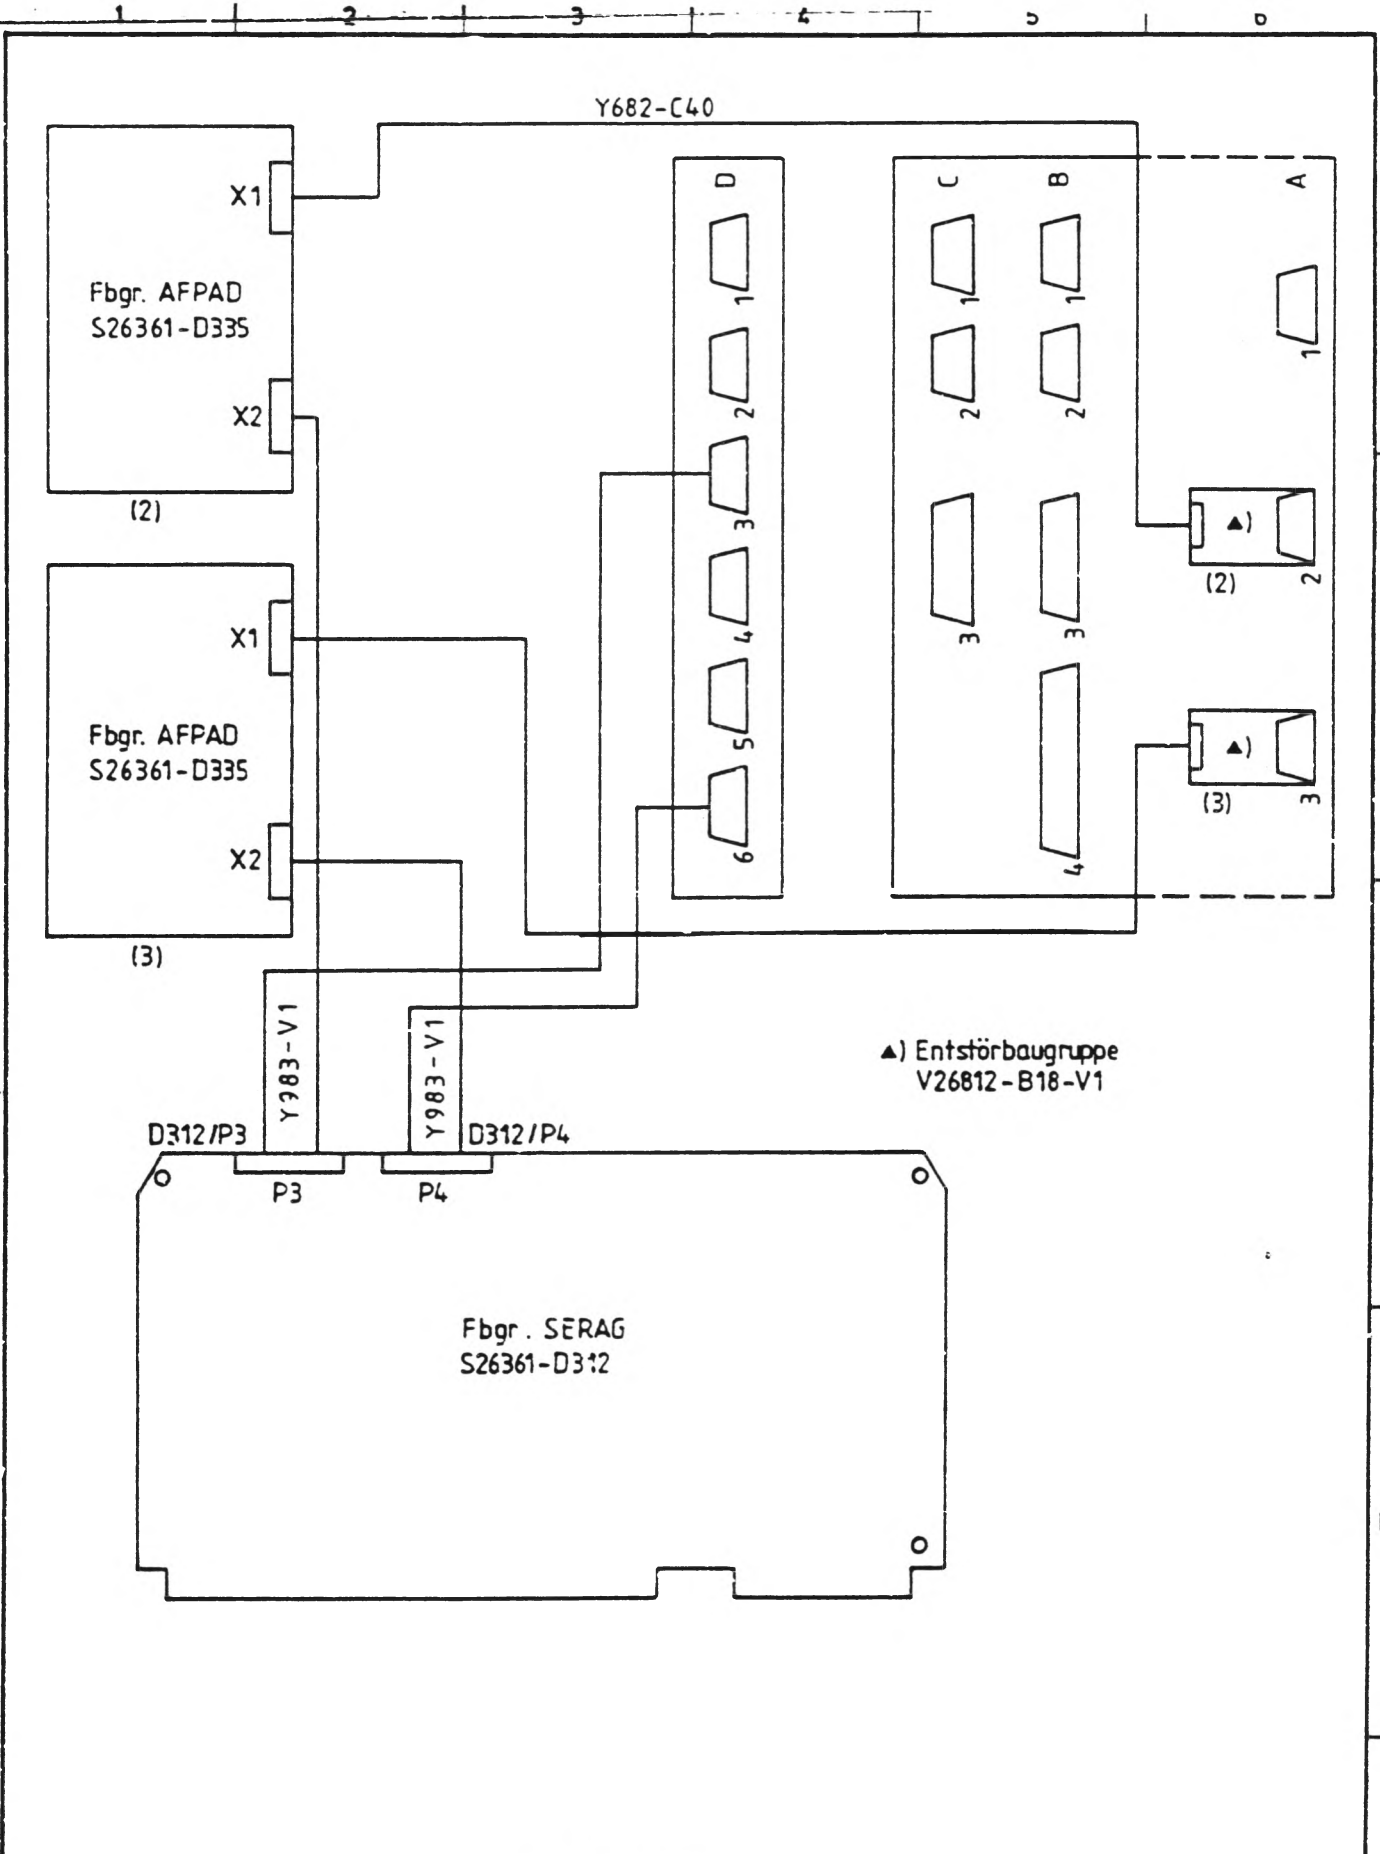 1 2 3 4 5 6
Y682-C40
X1
Fbgr. AFPAD
S26361-D335
X2
(2)
X1
Fbgr. AFPAD
S26361-D335
X2
(3)
D
1
2
3
4
5
6
C
1
2
3
B
1
2
3
4
A
1
▲)
(2)
2
▲)
(3)
3
▲) Entstörbaugruppe
V26812-B18-V1
Y983-V1
Y983-V1
D312/P3
D312/P4
P3
P4
Fbgr. SERAG
S26361-D312